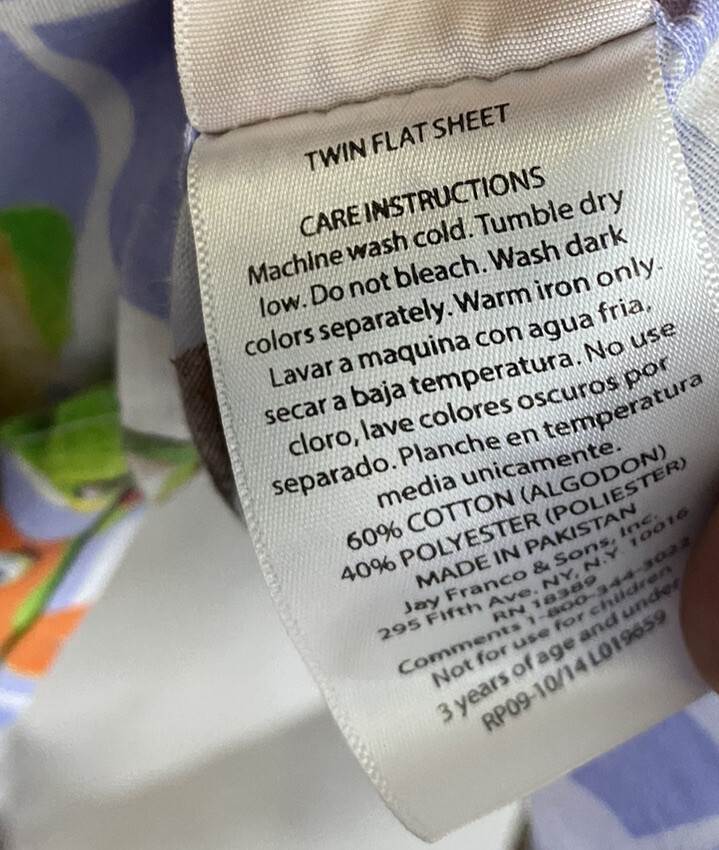 TWIN FLAT SHEET
CARE INSTRUCTIONS
Machine wash cold. Tumble dry
low. Do not bleach. Wash dark
colors separately. Warm iron only.
Lavar a maquina con agua fria,
secar a baja temperatura. No use
cloro, lave colores oscuros por
separado. Planche en temperatura
media unicamente.
60% COTTON (ALGODON)
40% POLYESTER (POLIESTER)
MADE IN PAKISTAN
Jay Franco & Sons, Inc.
295 Fifth Ave. NY, N.Y 10016
RN 18389
Comments 1-800-344-3022
Not for use for children
3 years of age and under
RP09-10/14 L019659